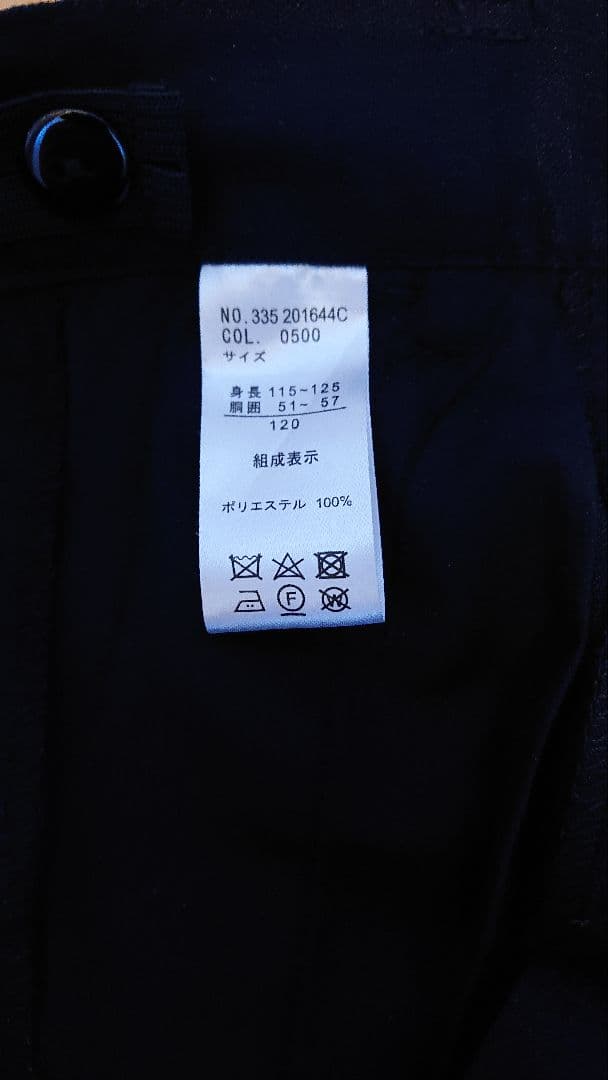 NO.335 201644C
COL. 0500
サイズ
身長 115~125
胴囲 51~ 57
120
組成表示
ポリエステル 100%
F
W